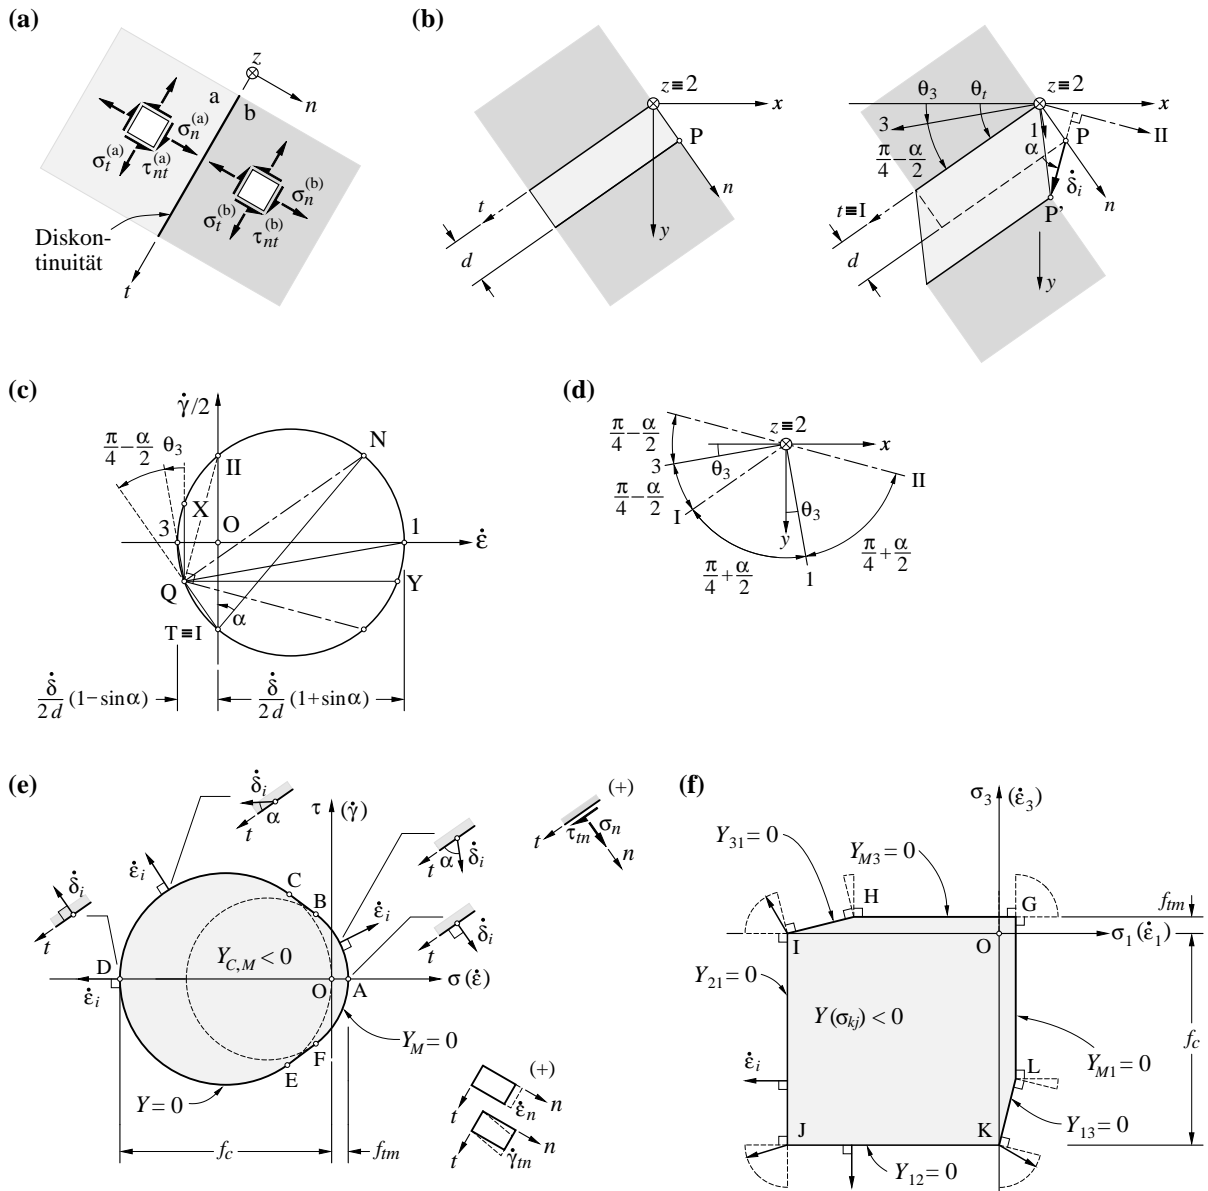 (a)
z
n
a
b
σn(a)
σt(a)
τnt(a)
σn(b)
σt(b)
τnt(b)
Diskon-
tinuität
t
(b)
z≡2
x
P
n
t
y
d
z≡2
x
θ3
θt
3
1
P
II
π/4 − α/2
α
δ̇i
t≡I
P'
n
d
y
(c)
γ̇/2
π/4 − α/2
θ3
N
II
X
3
O
1
ε̇
Q
Y
α
T≡I
δ̇/2d (1−sinα)
δ̇/2d (1+sinα)
(d)
z≡2
x
π/4 − α/2
3
θ3
II
π/4 − α/2
I
θ3
y
π/4 + α/2
π/4 + α/2
1
(e)
δ̇i
α
t
τ (γ̇)
(+)
τtn
σn
t
n
ε̇i
α
δ̇i
t
δ̇i
C
B
ε̇i
t
δ̇i
t
YC,M < 0
D
O
A
σ (ε̇)
ε̇i
F
YM = 0
E
Y = 0
fc
ftm
(+)
ε̇n
n
t
n
t
γ̇tn
(f)
σ3 (ε̇3)
Y31 = 0
YM3 = 0
H
G
ftm
I
O
σ1 (ε̇1)
Y21 = 0
Y(σkj) < 0
fc
ε̇i
L
YM1 = 0
J
K
Y13 = 0
Y12 = 0